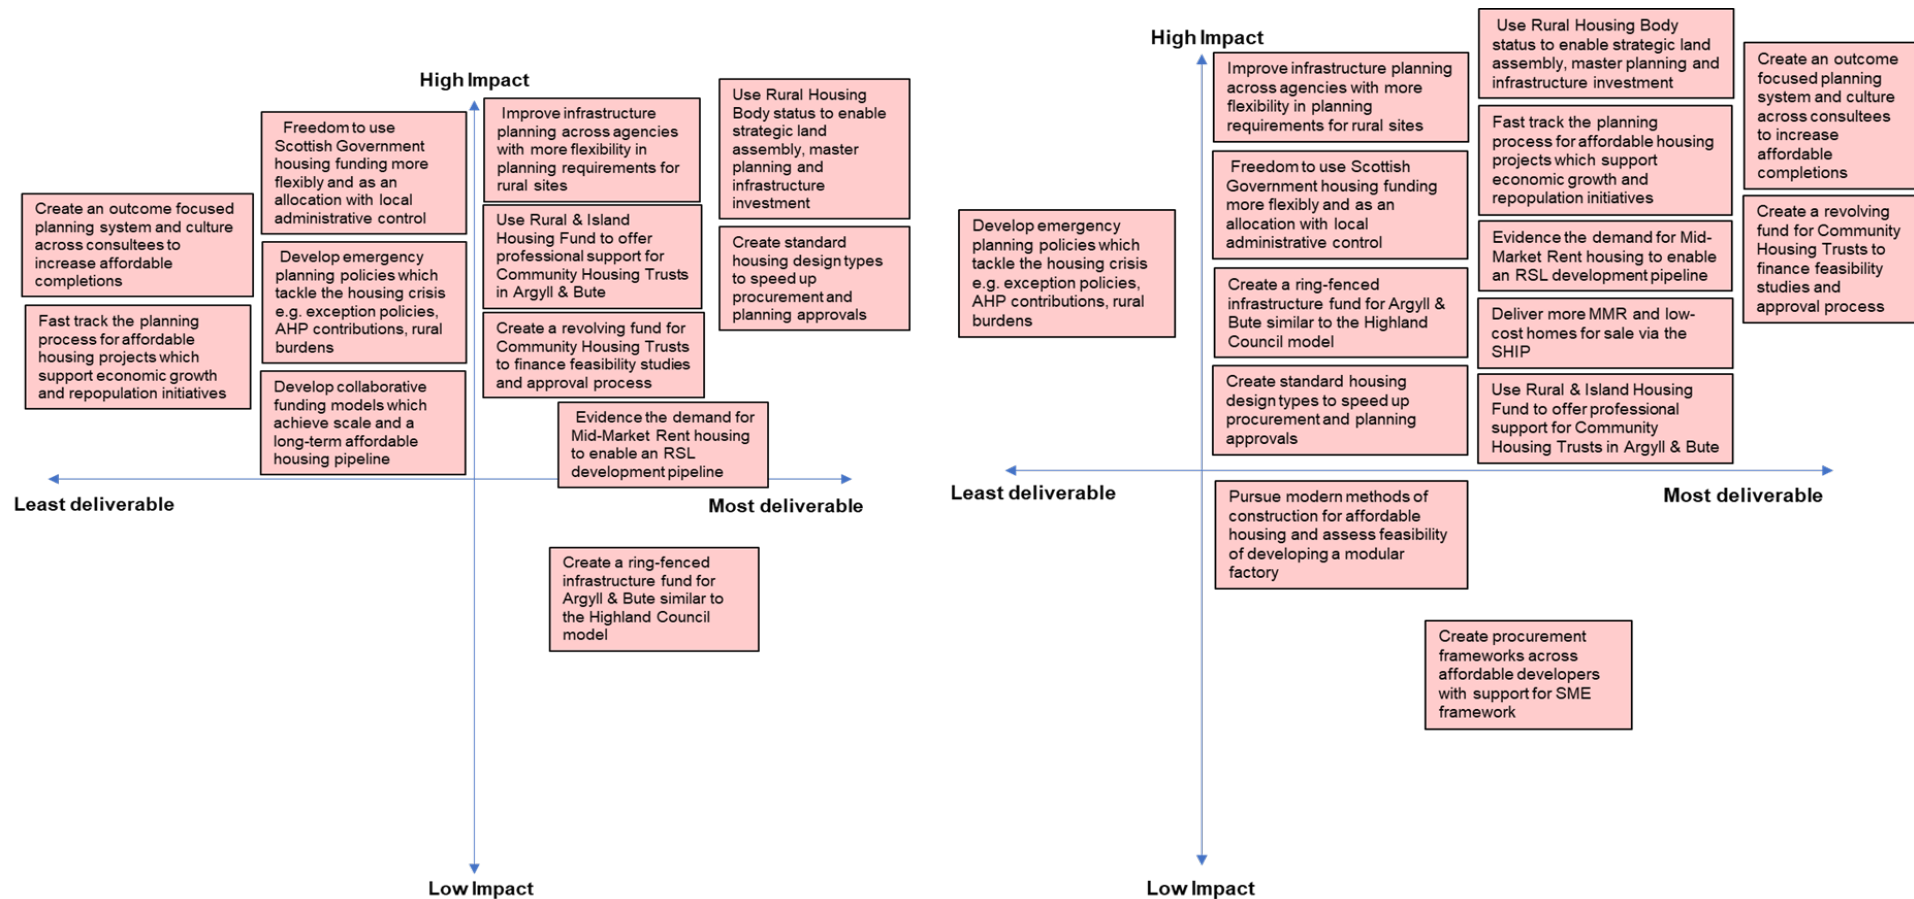 High Impact
Freedom to use
Scottish Government
housing funding more
flexibly and as an
allocation with local
administrative control
Improve infrastructure
planning across agencies
with more flexibility in
planning requirements for
rural sites
Use Rural Housing
Body status to enable
strategic land
assembly, master
planning and
infrastructure
investment
Create an outcome focused
planning system and culture
across consultees to
increase affordable
completions
Develop emergency
planning policies which
tackle the housing crisis
e.g. exception policies,
AHP contributions, rural
burdens
Use Rural & Island
Housing Fund to offer
professional support for
Community Housing Trusts
in Argyll & Bute
Create standard
housing design types
to speed up
procurement and
planning approvals
Fast track the planning
process for affordable
housing projects which
support economic growth
and repopulation initiatives
Develop collaborative
funding models which
achieve scale and a
long-term affordable
housing pipeline
Create a revolving fund for
Community Housing Trusts
to finance feasibility studies
and approval process
Evidence the demand for
Mid-Market Rent housing
to enable an RSL
development pipeline
Least deliverable
Most deliverable
Create a ring-fenced
infrastructure fund for
Argyll & Bute similar to
the Highland Council
model
Low Impact
High Impact
Improve infrastructure planning
across agencies with more
flexibility in planning
requirements for rural sites
Use Rural Housing Body
status to enable strategic land
assembly, master planning and
infrastructure investment
Create an outcome
focused planning
system and culture
across consultees
to increase
affordable
completions
Develop emergency
planning policies which
tackle the housing crisis
e.g. exception policies,
AHP contributions, rural
burdens
Freedom to use Scottish
Government housing funding
more flexibly and as an
allocation with local
administrative control
Fast track the planning
process for affordable housing
projects which support
economic growth and
repopulation initiatives
Create a revolving
fund for Community
Housing Trusts to
finance feasibility
studies and
approval process
Create a ring-fenced
infrastructure fund for Argyll &
Bute similar to the Highland
Council model
Evidence the demand for Mid-
Market Rent housing to enable
an RSL development pipeline
Deliver more MMR and low-
cost homes for sale via the
SHIP
Create standard housing
design types to speed up
procurement and planning
approvals
Use Rural & Island Housing
Fund to offer professional
support for Community
Housing Trusts in Argyll & Bute
Least deliverable
Most deliverable
Pursue modern methods of
construction for affordable
housing and assess feasibility
of developing a modular
factory
Create procurement
frameworks across
affordable developers
with support for SME
framework
Low Impact